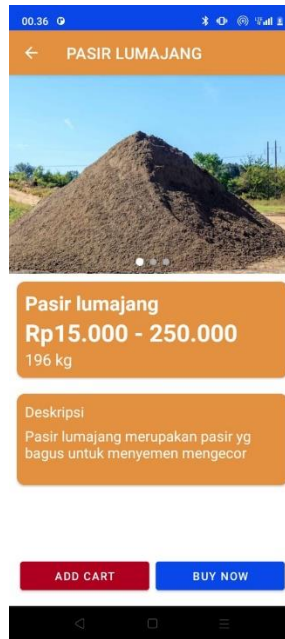 00.36
PASIR LUMAJANG
Pasir lumajang
Rp15.000 - 250.000
196 kg
Deskripsi
Pasir lumajang merupakan pasir yg
bagus untuk menyemen mengecor
ADD CART
BUY NOW